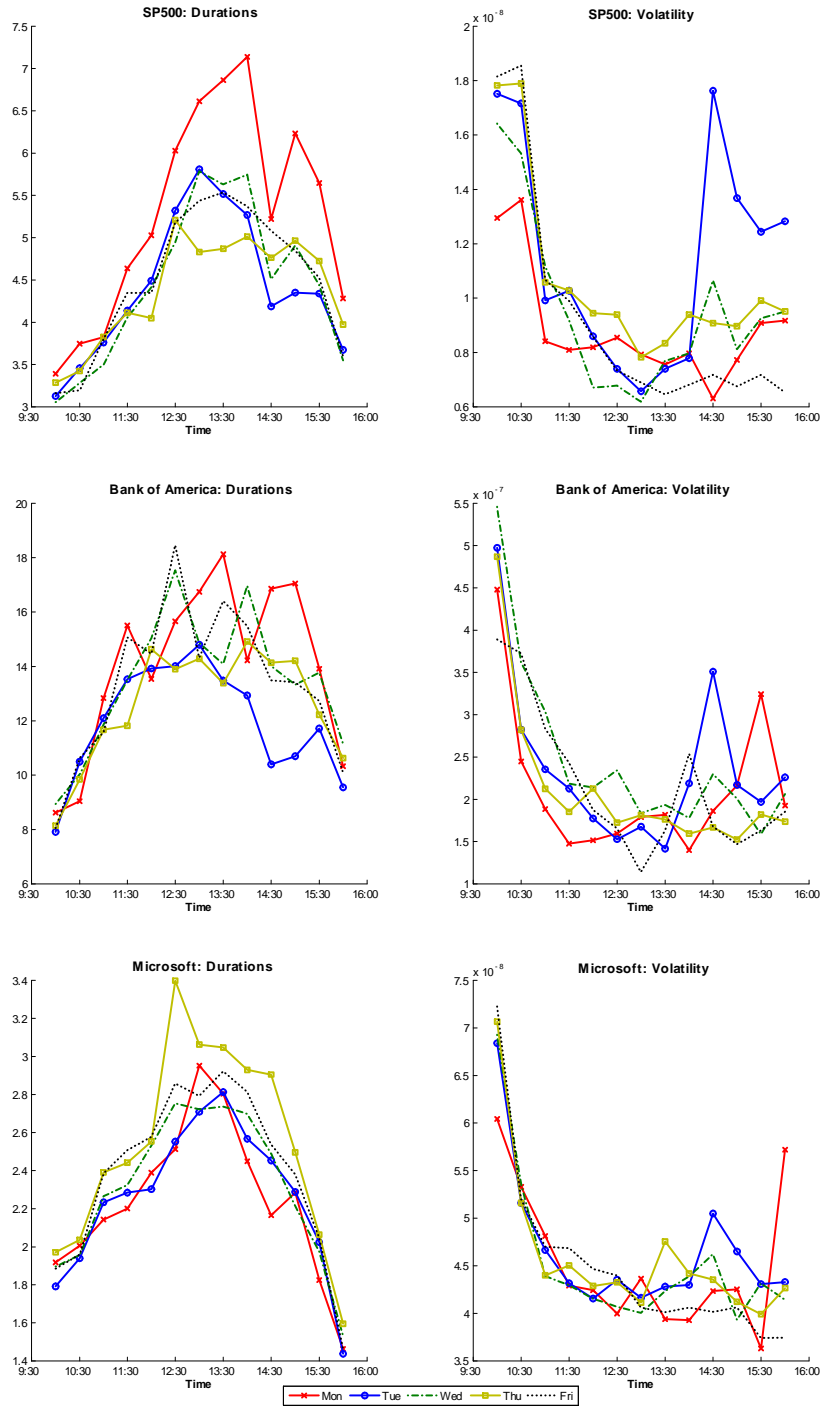 SP500: Durations
7.5
7
6.5
6
5.5
5
4.5
4
3.5
3
9:30 10:30 11:30 12:30 13:30 14:30 15:30 16:00
Time
SP500: Volatility
x 10⁻⁸
2
1.8
1.6
1.4
1.2
1
0.8
0.6
9:30 10:30 11:30 12:30 13:30 14:30 15:30 16:00
Time
Bank of America: Durations
20
18
16
14
12
10
8
6
9:30 10:30 11:30 12:30 13:30 14:30 15:30 16:00
Time
Bank of America: Volatility
x 10⁻⁷
5.5
5
4.5
4
3.5
3
2.5
2
1.5
1
9:30 10:30 11:30 12:30 13:30 14:30 15:30 16:00
Time
Microsoft: Durations
3.4
3.2
3
2.8
2.6
2.4
2.2
2
1.8
1.6
1.4
9:30 10:30 11:30 12:30 13:30 14:30 15:30 16:00
Time
Microsoft: Volatility
x 10⁻⁸
7.5
7
6.5
6
5.5
5
4.5
4
3.5
9:30 10:30 11:30 12:30 13:30 14:30 15:30 16:00
Time
Mon Tue Wed Thu Fri